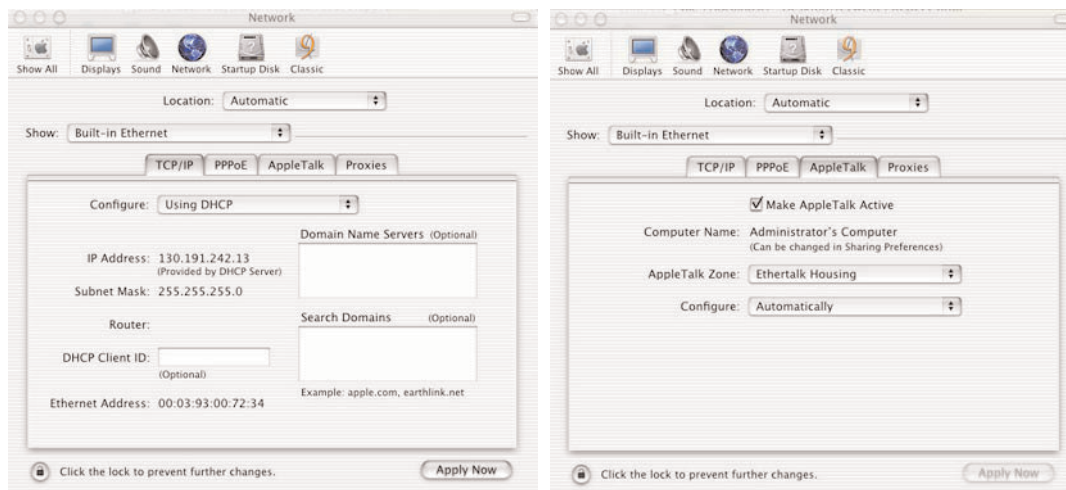 Network
Show All Displays Sound Network Startup Disk Classic
Location: Automatic
Show: Built-in Ethernet
TCP/IP PPPoE AppleTalk Proxies
Configure: Using DHCP
Domain Name Servers (Optional)
IP Address: 130.191.242.13
(Provided by DHCP Server)
Subnet Mask: 255.255.255.0
Search Domains (Optional)
Router:
DHCP Client ID:
(Optional)
Example: apple.com, earthlink.net
Ethernet Address: 00:03:93:00:72:34
Click the lock to prevent further changes.
Apply Now
Network
Show All Displays Sound Network Startup Disk Classic
Location: Automatic
Show: Built-in Ethernet
TCP/IP PPPoE AppleTalk Proxies
Make AppleTalk Active
Computer Name: Administrator's Computer
(Can be changed in Sharing Preferences)
AppleTalk Zone: Ethertalk Housing
Configure: Automatically
Click the lock to prevent further changes.
Apply Now